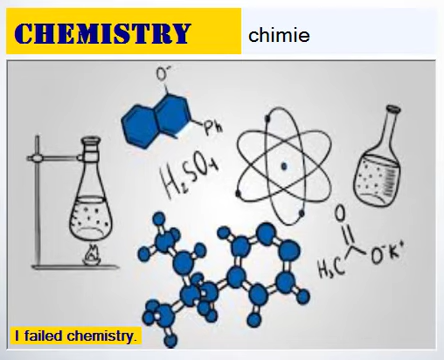 CHEMISTRY chimie
O⁻
Ph
H₂SO₄
O
H₃C O⁻K⁺
I failed chemistry.